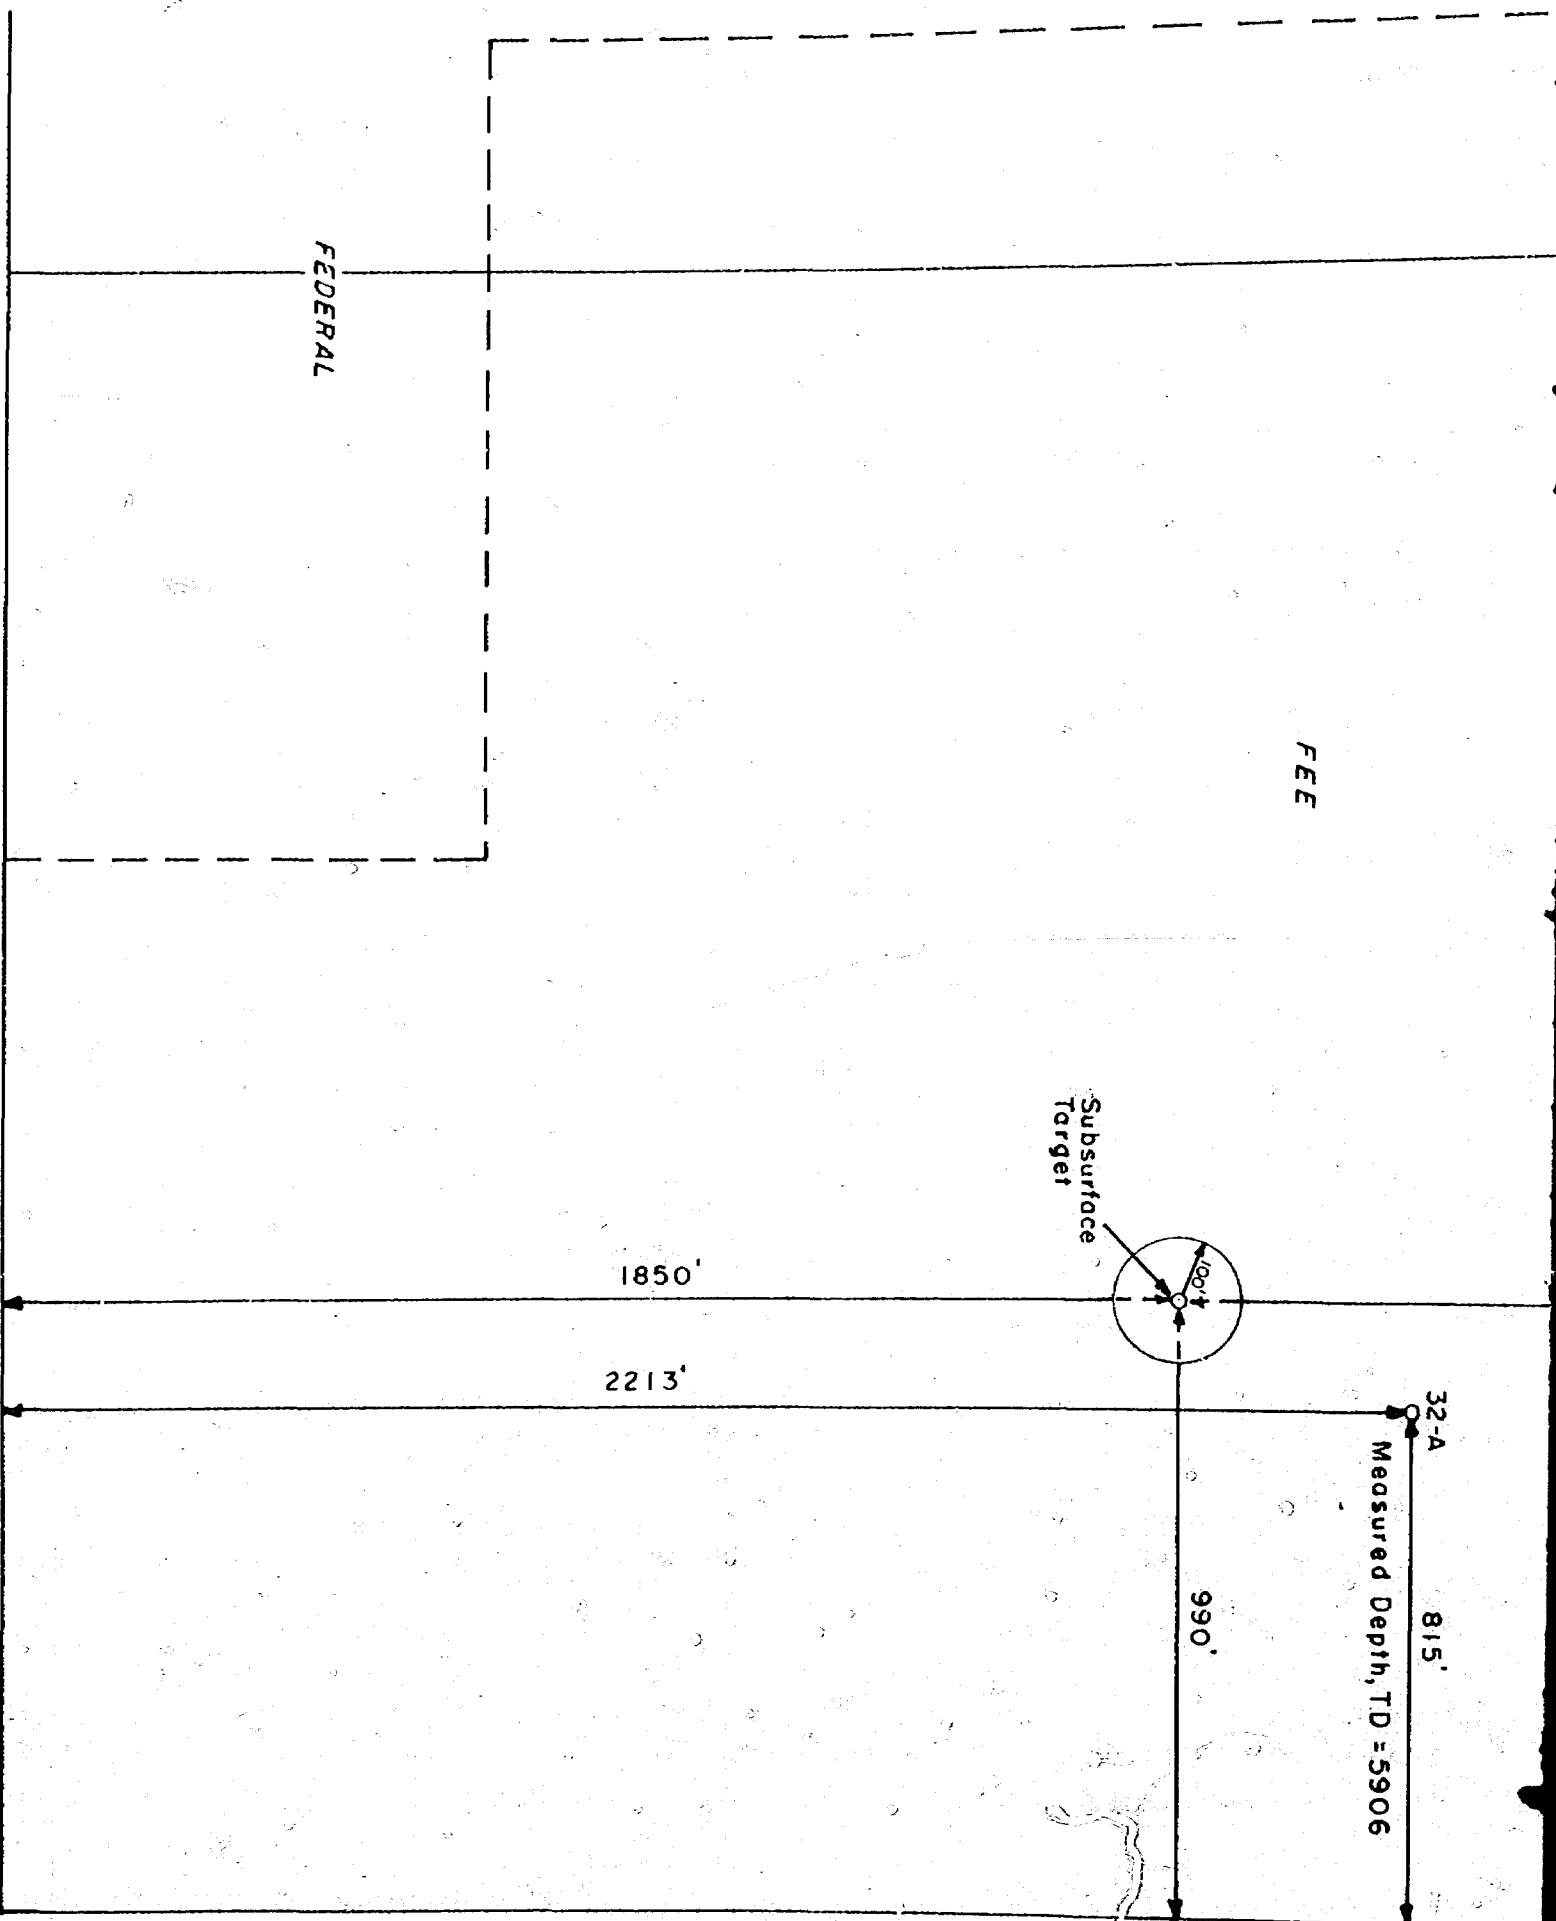 FEDERAL
FEE
Subsurface
Target
100'
1850'
2213'
32-A
Measured Depth, TD = 5906
815'
990'